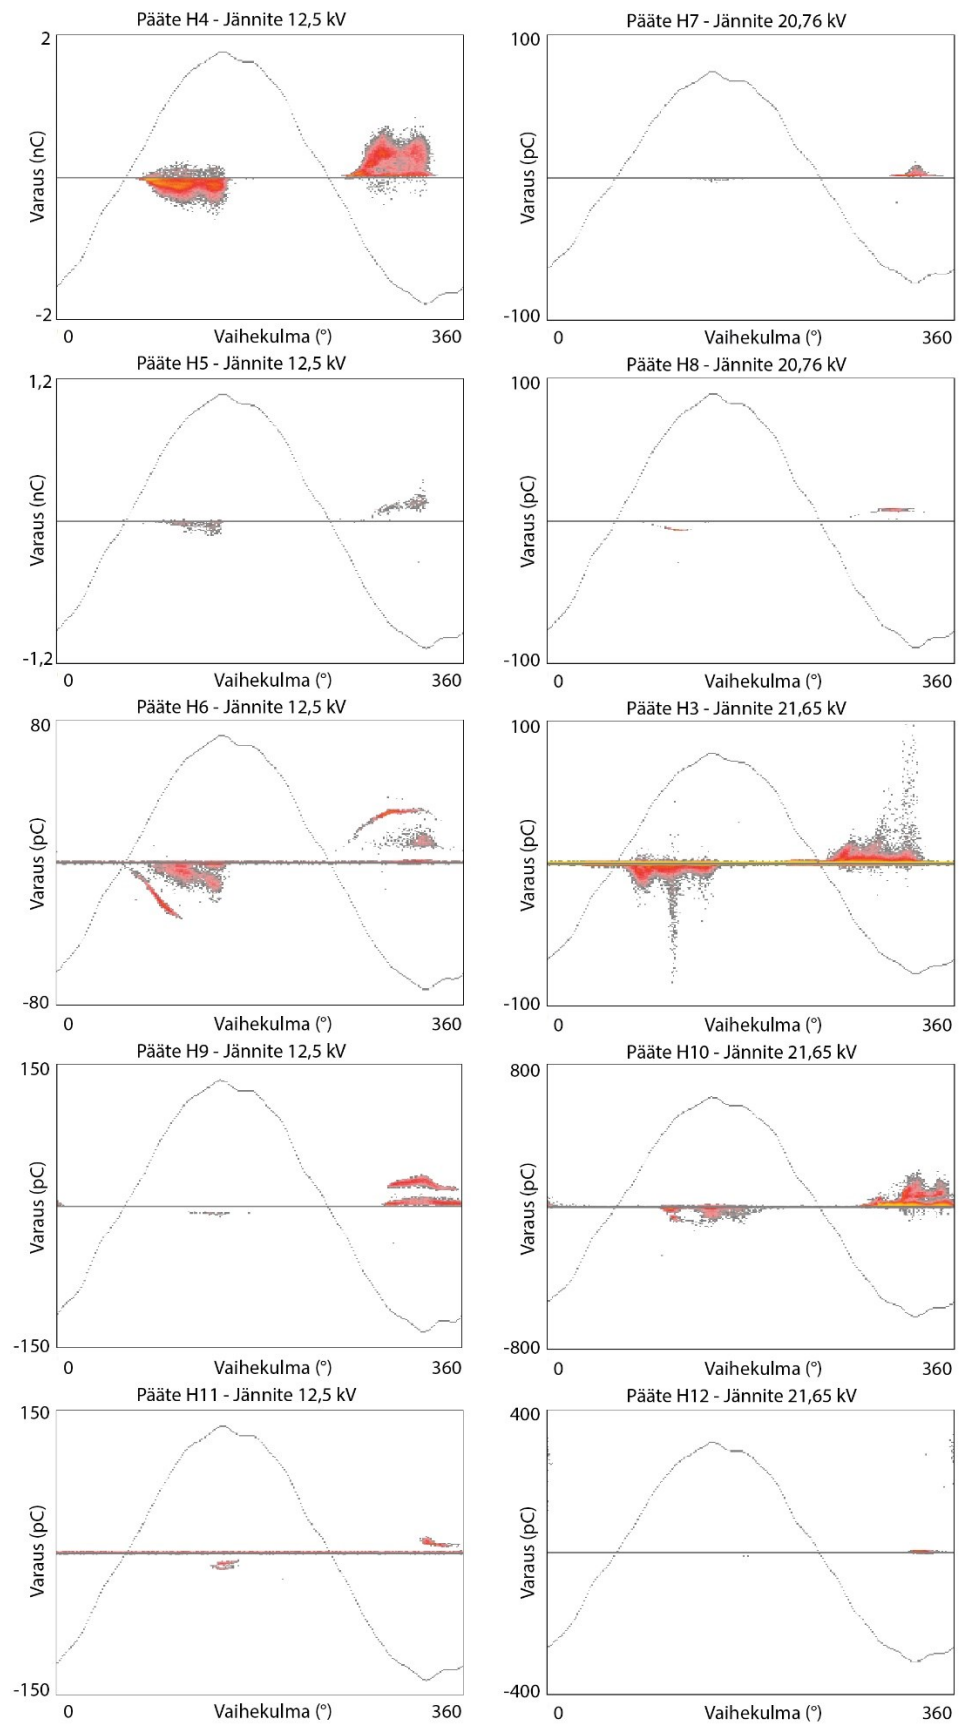 Pääte H4 - Jännite 12,5 kV
2
Varaus (nC)
-2
0 Vaihekulma (°) 360
Pääte H7 - Jännite 20,76 kV
100
Varaus (pC)
-100
0 Vaihekulma (°) 360
Pääte H5 - Jännite 12,5 kV
1,2
Varaus (nC)
-1,2
0 Vaihekulma (°) 360
Pääte H8 - Jännite 20,76 kV
100
Varaus (pC)
-100
0 Vaihekulma (°) 360
Pääte H6 - Jännite 12,5 kV
80
Varaus (pC)
-80
0 Vaihekulma (°) 360
Pääte H3 - Jännite 21,65 kV
100
Varaus (pC)
-100
0 Vaihekulma (°) 360
Pääte H9 - Jännite 12,5 kV
150
Varaus (pC)
-150
0 Vaihekulma (°) 360
Pääte H10 - Jännite 21,65 kV
800
Varaus (pC)
-800
0 Vaihekulma (°) 360
Pääte H11 - Jännite 12,5 kV
150
Varaus (pC)
-150
0 Vaihekulma (°) 360
Pääte H12 - Jännite 21,65 kV
400
Varaus (pC)
-400
0 Vaihekulma (°) 360